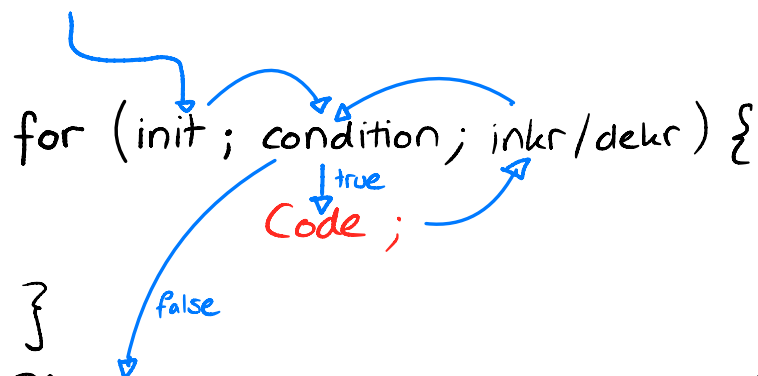 for (init ; condition ; inkr/dekr) {
true
Code ;
false
}